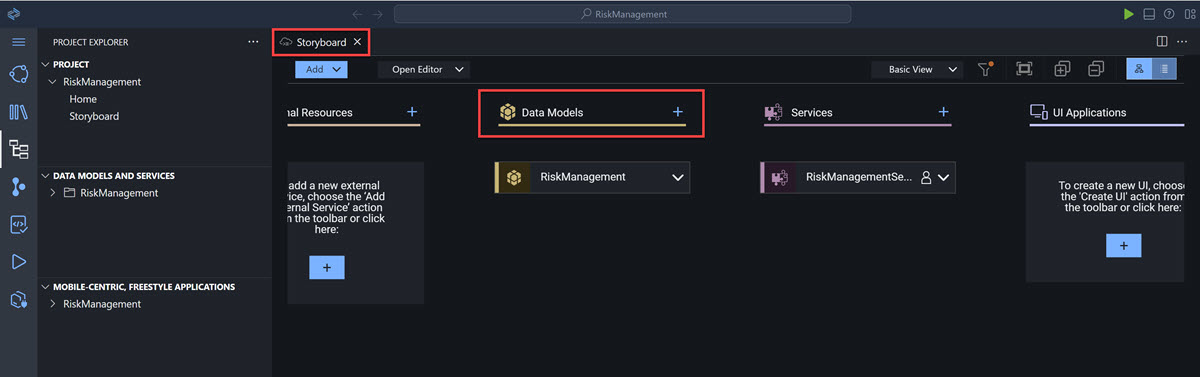 RiskManagement
PROJECT EXPLORER
Storyboard
PROJECT
RiskManagement
Home
Storyboard
DATA MODELS AND SERVICES
RiskManagement
MOBILE-CENTRIC, FREESTYLE APPLICATIONS
RiskManagement
Add
Open Editor
Basic View
nal Resources
Data Models
Services
UI Applications
add a new external
vice, choose the 'Add
ternal Service' action
m the toolbar or click
here:
RiskManagement
RiskManagementSe...
To create a new UI, choose
the 'Create UI' action from
the toolbar or click here: